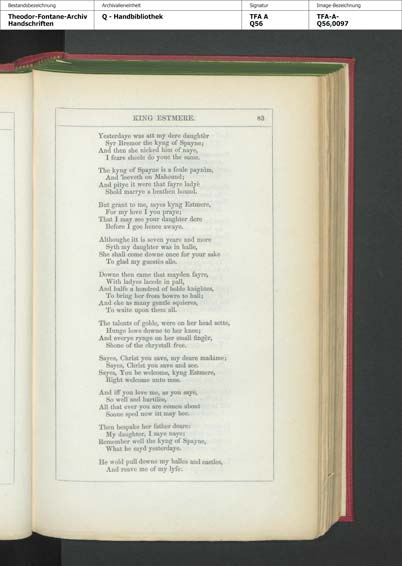 Bestandsbezeichnung
Theodor-Fontane-Archiv
Handschriften
Archivalieneinheit
Q - Handbibliothek
Signatur
TFA A
Q56
Image-Bezeichnung
TFA-A-
Q56,0097
KING ESTMERE. 83
Yesterdaye was att my dere daughtèr
Syr Bremor the kyng of Spayne;
And then she nicked him of naye,
I feare sheele do youe the same.
The kyng of Spayne is a foule paynim,
And 'leeveth on Mahound;
And pitye it were that fayre ladyè
Shold marrye a heathen hound.
But grant to me, sayes kyng Estmere,
For my love I you praye;
That I may see your daughter dere
Before I goe hence awaye.
Althoughe itt is seven yeare and more
Syth my daughter was in halle,
She shall come downe once for your sake
To glad my guestès alle.
Downe then came that mayden fayre,
With ladyes lacede in pall,
And halfe a hundred of bolde knightes,
To bring her from bowre to hall;
And eke as many gentle squieres,
To waite upon them all.
The talents of golde, were on her head sette,
Hunge lowe downe to her knee;
And everye rynge on her small fingèr,
Shone of the chrystall free.
Sayes, Christ you save, my deare madáme;
Sayes, Christ you save and see.
Sayes, You be welcome, kyng Estmere,
Right welcome unto mee.
And iff you love me, as you saye,
So well and hartilèe,
All that ever you are comen about
Soone sped now itt may bee.
Then bespake her father deare:
My daughter, I saye naye;
Remember well the kyng of Spayne,
What he sayd yesterdaye.
He wold pull downe my halles and castles,
And reave me of my lyfe: